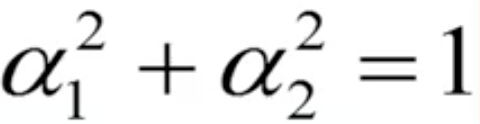 α₁² + α₂² = 1